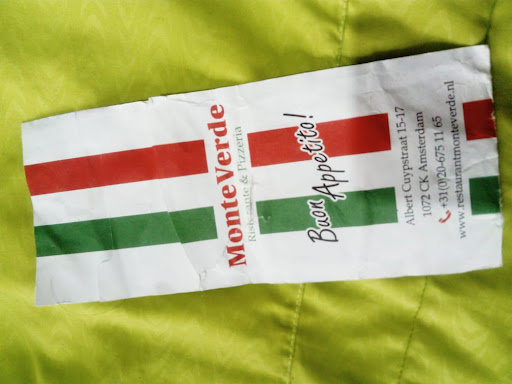 MonteVerde
Ristorante & Pizzeria
Buon
Appetito!
Albert Cuypstraat 15-17
1072 CK Amsterdam
+31(0)20-675 11 65
www.restaurantmonteverde.nl